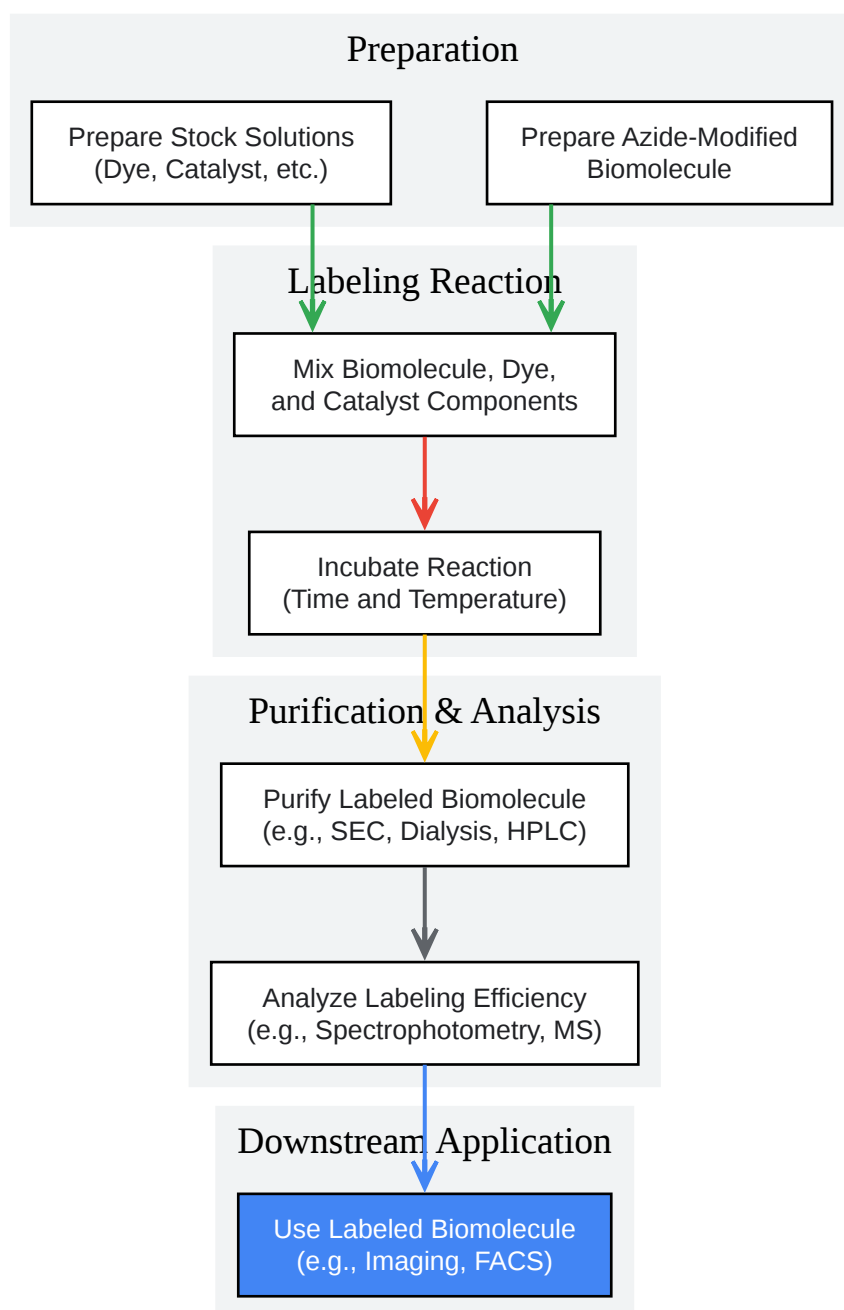 Preparation
Prepare Stock Solutions
(Dye, Catalyst, etc.)
Prepare Azide-Modified
Biomolecule
Labeling Reaction
Mix Biomolecule, Dye,
and Catalyst Components
Incubate Reaction
(Time and Temperature)
Purification & Analysis
Purify Labeled Biomolecule
(e.g., SEC, Dialysis, HPLC)
Analyze Labeling Efficiency
(e.g., Spectrophotometry, MS)
Downstream Application
Use Labeled Biomolecule
(e.g., Imaging, FACS)